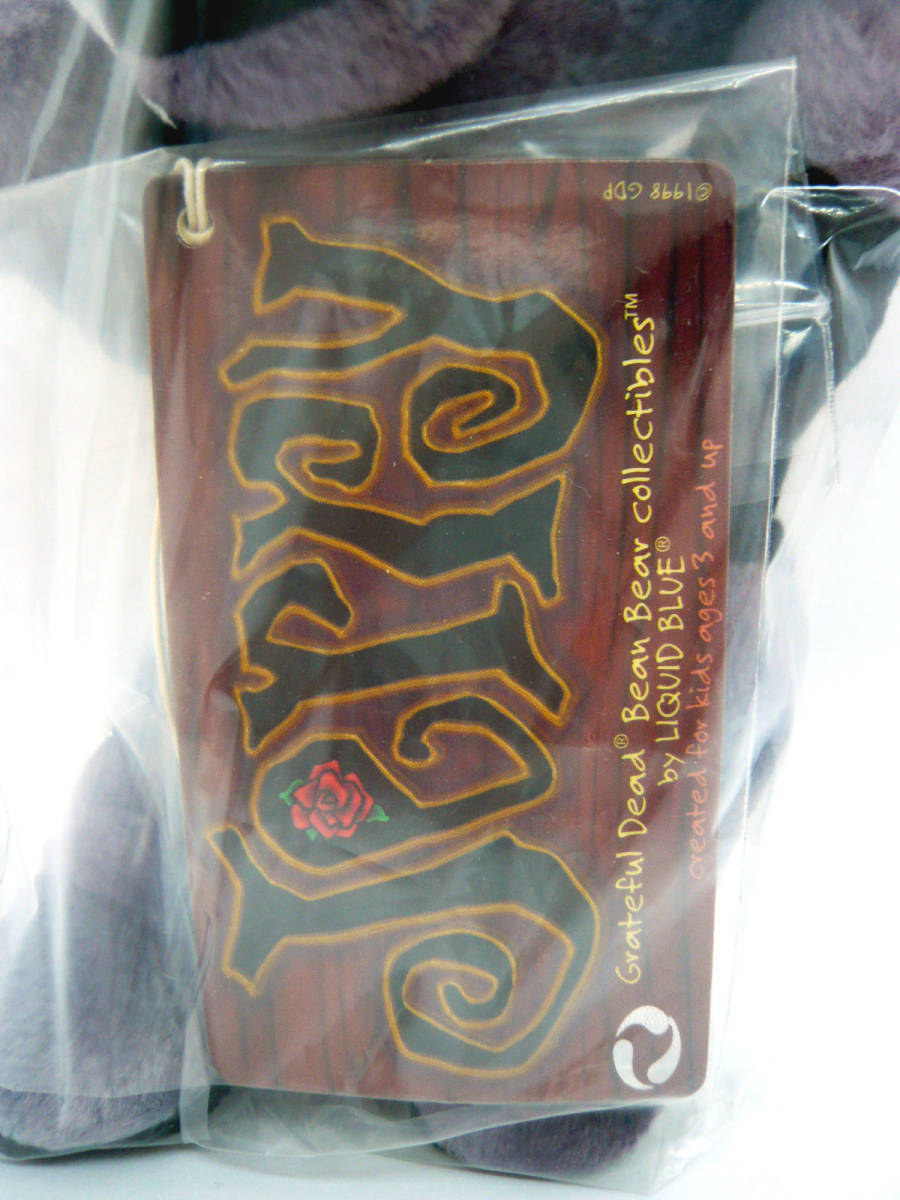 Jerry
Grateful Dead® Bean Bear collectibles™
by LIQUID BLUE®
created for kids ages 3 and up
©1998 GDP